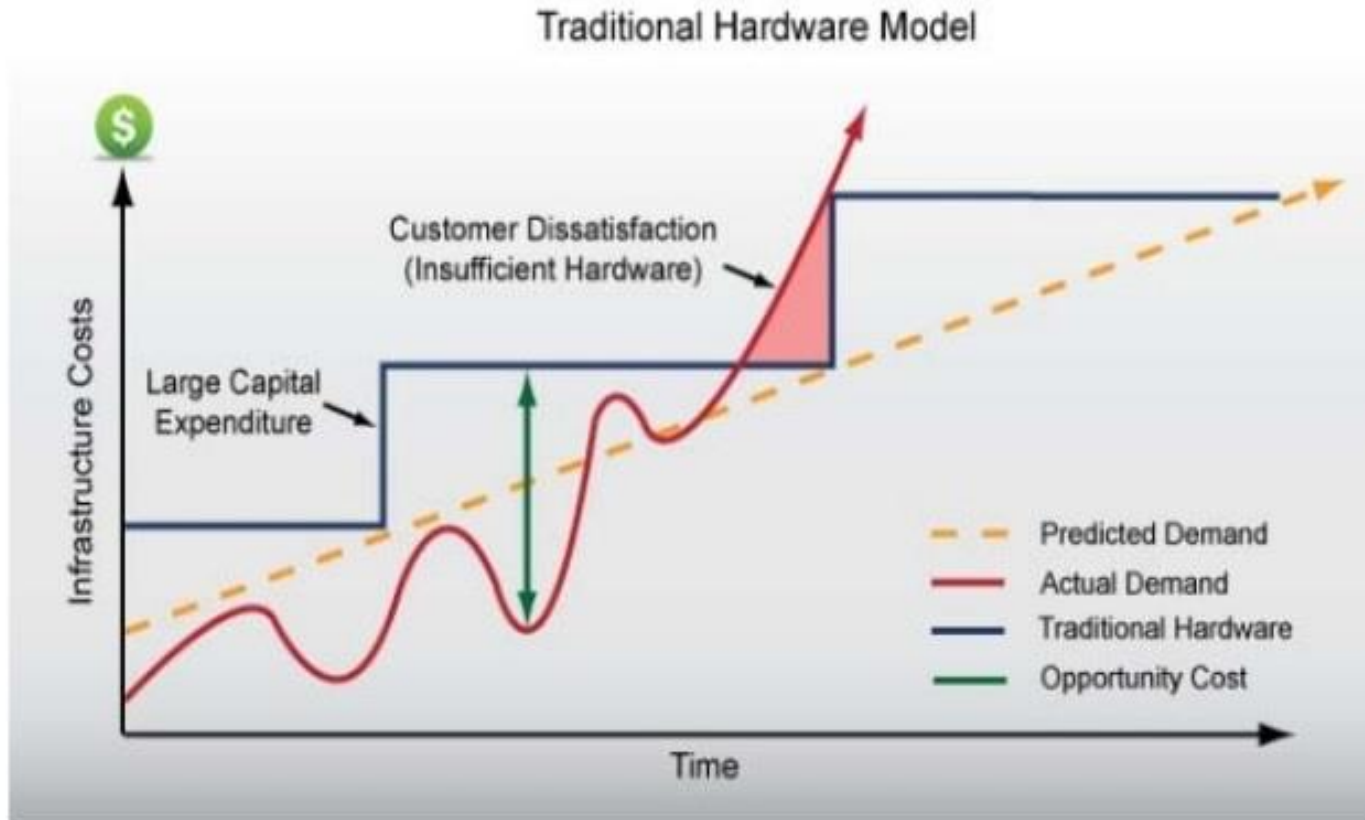 Traditional Hardware Model
$
Customer Dissatisfaction
(Insufficient Hardware)
Large Capital
Expenditure
Infrastructure Costs
Predicted Demand
Actual Demand
Traditional Hardware
Opportunity Cost
Time